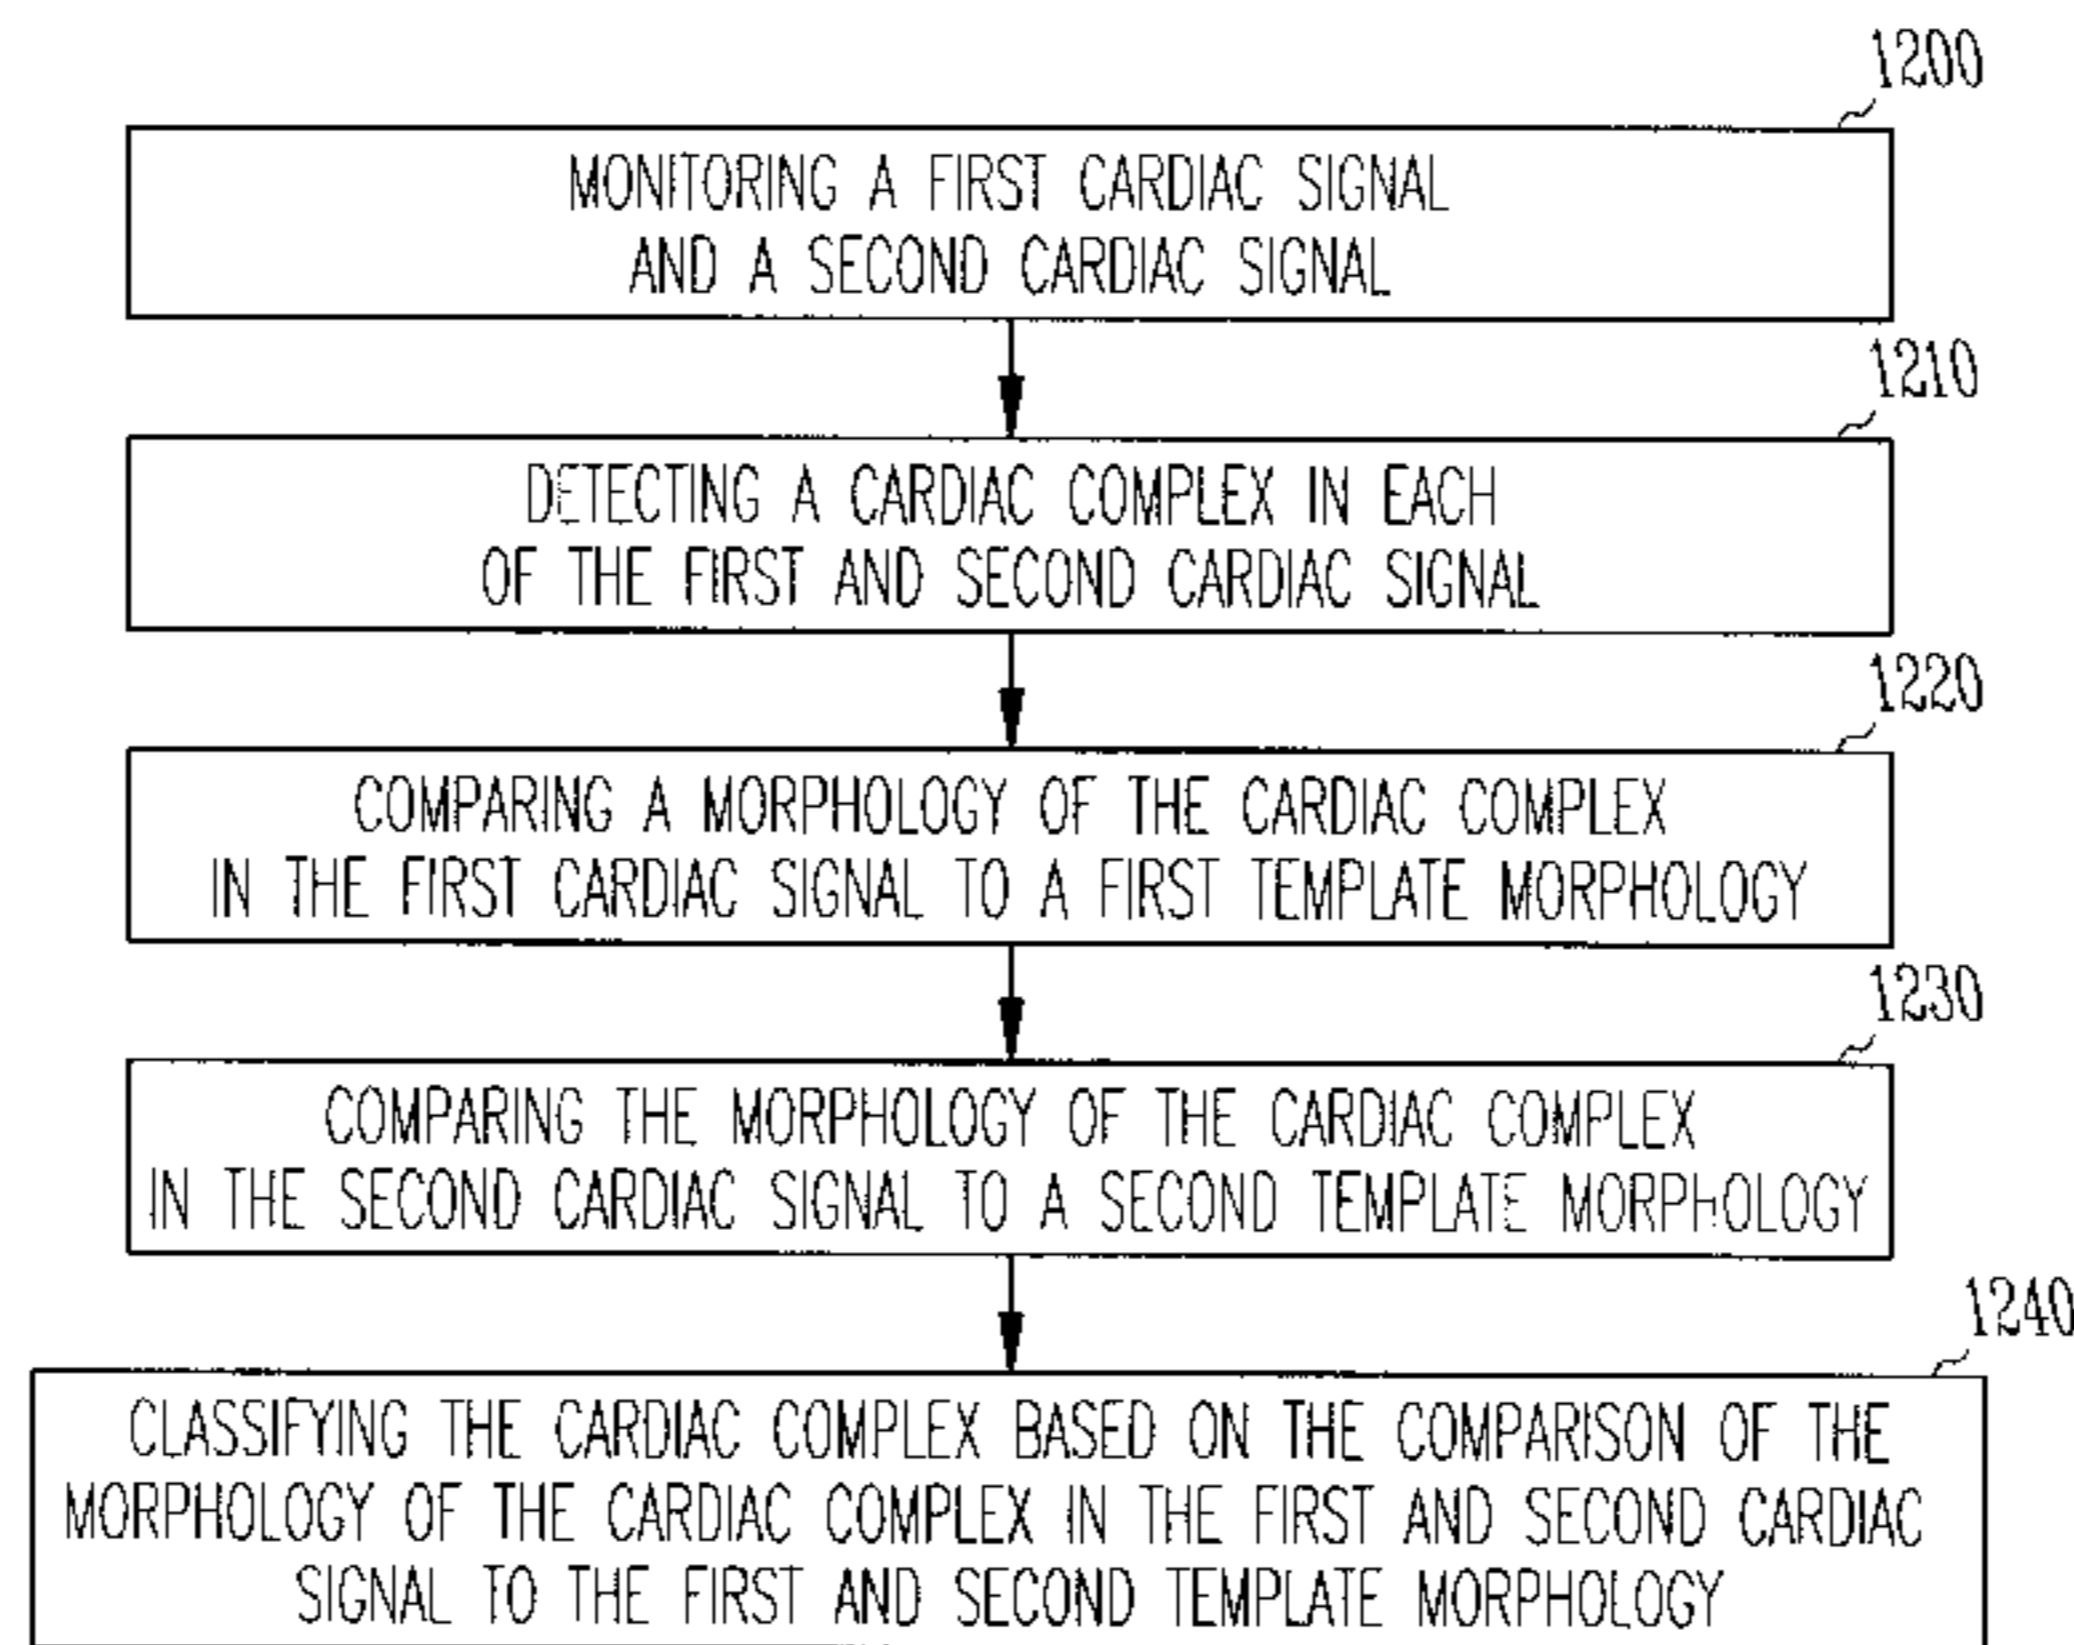 1200
MONITORING A FIRST CARDIAC SIGNAL
AND A SECOND CARDIAC SIGNAL
1210
DETECTING A CARDIAC COMPLEX IN EACH
OF THE FIRST AND SECOND CARDIAC SIGNAL
1220
COMPARING A MORPHOLOGY OF THE CARDIAC COMPLEX
IN THE FIRST CARDIAC SIGNAL TO A FIRST TEMPLATE MORPHOLOGY
1230
COMPARING THE MORPHOLOGY OF THE CARDIAC COMPLEX
IN THE SECOND CARDIAC SIGNAL TO A SECOND TEMPLATE MORPHOLOGY
1240
CLASSIFYING THE CARDIAC COMPLEX BASED ON THE COMPARISON OF THE
MORPHOLOGY OF THE CARDIAC COMPLEX IN THE FIRST AND SECOND CARDIAC
SIGNAL TO THE FIRST AND SECOND TEMPLATE MORPHOLOGY